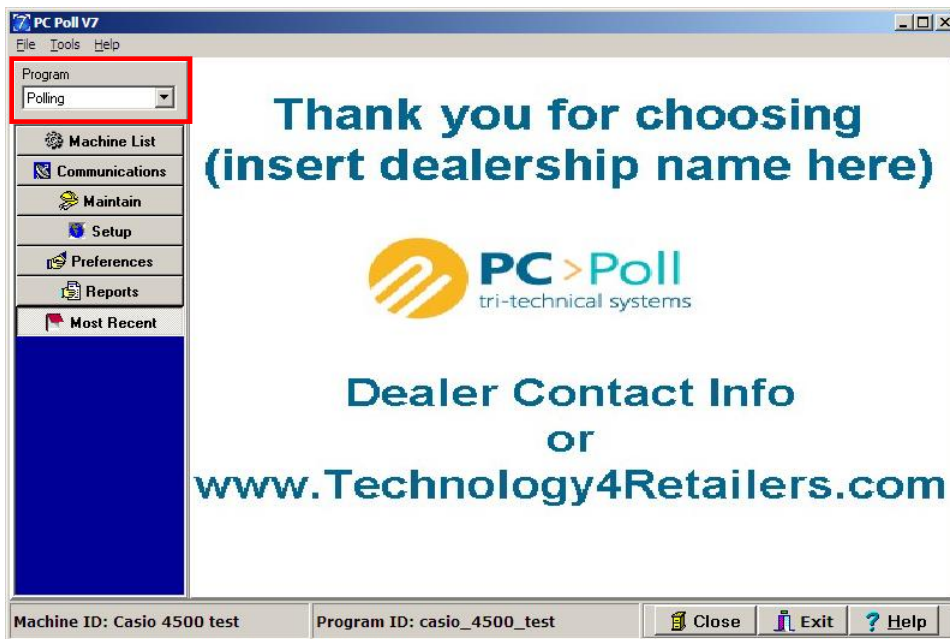 PC Poll V7
File Tools Help
Program
Polling
Machine List
Communications
Maintain
Setup
Preferences
Reports
Most Recent
Thank you for choosing
(insert dealership name here)
PC>Poll
tri-technical systems
Dealer Contact Info
or
www.Technology4Retailers.com
Machine ID: Casio 4500 test
Program ID: casio_4500_test
Close
Exit
? Help